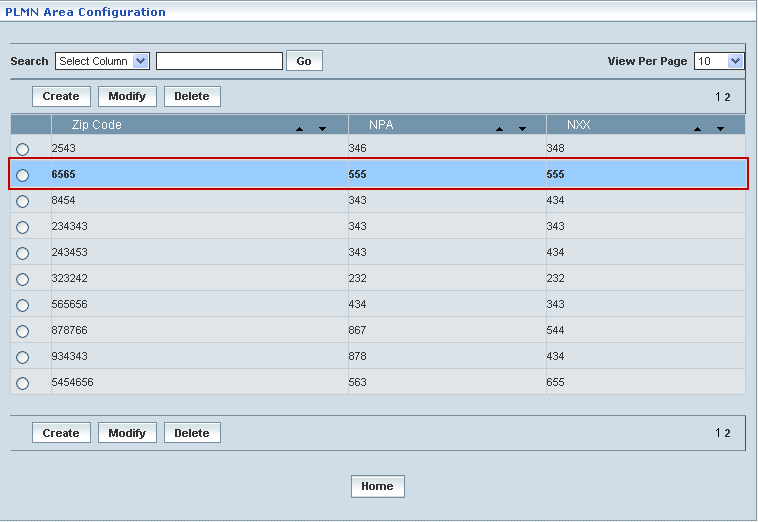 PLMN Area Configuration
Search Select Column Go View Per Page 10
Create Modify Delete 1 2
Zip Code NPA NXX
2543 346 348
6565 555 555
8454 343 434
234343 343 343
243453 343 434
323242 232 232
565656 434 343
878766 867 544
934343 878 434
5454656 563 655
Create Modify Delete 1 2
Home